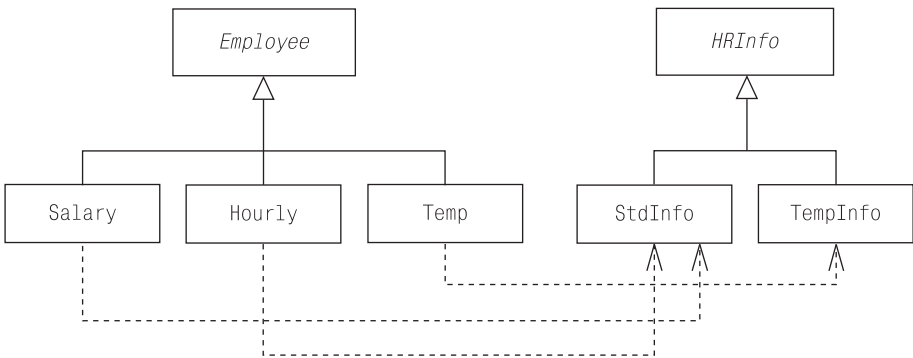 Employee
HRInfo
Salary
Hourly
Temp
StdInfo
TempInfo